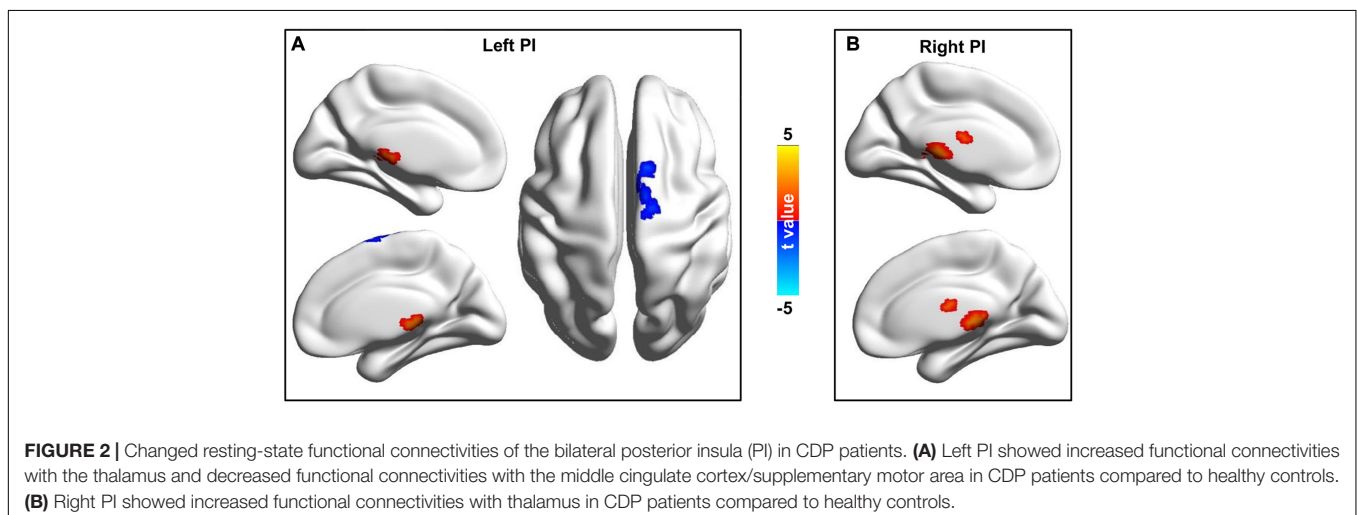 A
Left PI
B
Right PI
5
t value
-5
FIGURE 2 | Changed resting-state functional connectivities of the bilateral posterior insula (PI) in CDP patients. (A) Left PI showed increased functional connectivities
with the thalamus and decreased functional connectivities with the middle cingulate cortex/supplementary motor area in CDP patients compared to healthy controls.
(B) Right PI showed increased functional connectivities with thalamus in CDP patients compared to healthy controls.